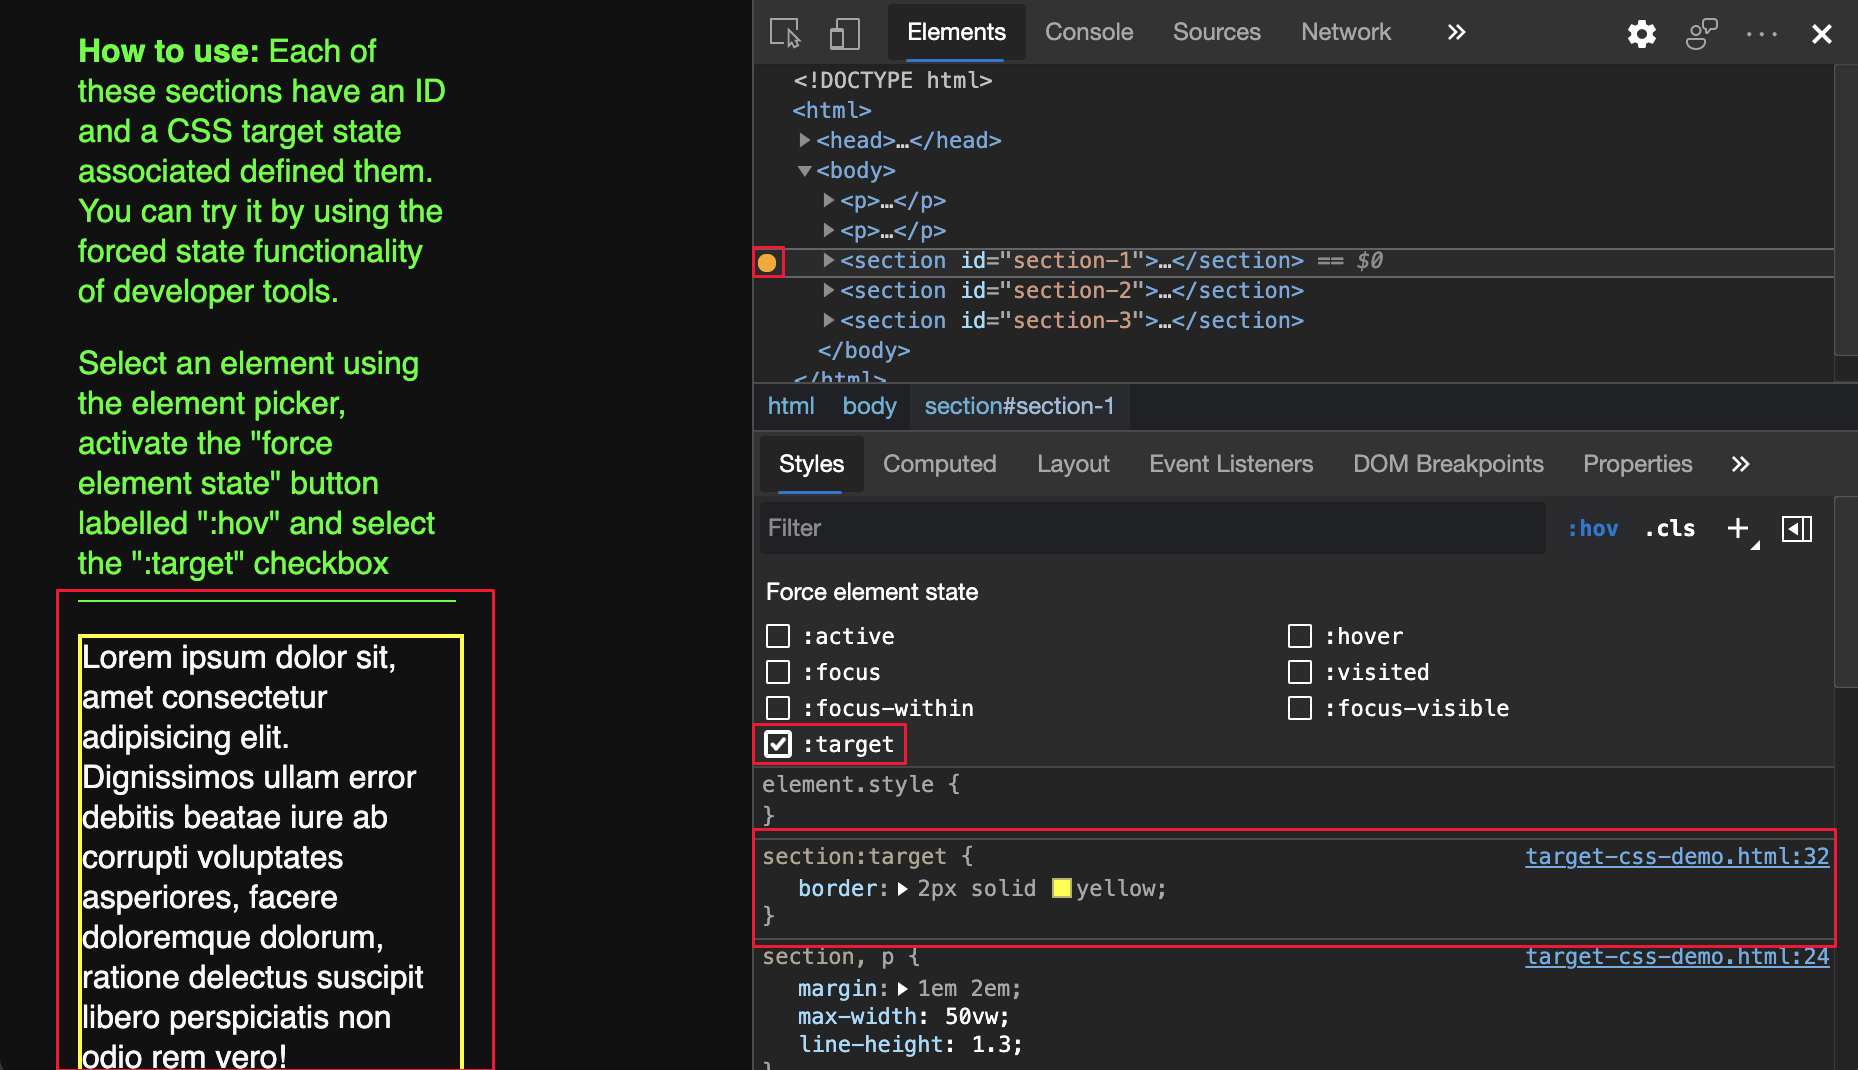 How to use: Each of
these sections have an ID
and a CSS target state
associated defined them.
You can try it by using the
forced state functionality
of developer tools.
Select an element using
the element picker,
activate the "force
element state" button
labelled ":hov" and select
the ":target" checkbox
Lorem ipsum dolor sit,
amet consectetur
adipisicing elit.
Dignissimos ullam error
debitis beatae iure ab
corrupti voluptates
asperiores, facere
doloremque dolorum,
ratione delectus suscipit
libero perspiciatis non
odio rem vero!
Elements Console Sources Network
<!DOCTYPE html>
<html>
<head>…</head>
<body>
<p>…</p>
<p>…</p>
<section id="section-1">…</section> == $0
<section id="section-2">…</section>
<section id="section-3">…</section>
</body>
</html>
html body section#section-1
Styles Computed Layout Event Listeners DOM Breakpoints Properties
Filter :hov .cls
Force element state
:active :hover
:focus :visited
:focus-within :focus-visible
:target
element.style {
}
section:target { target-css-demo.html:32
border: 2px solid yellow;
}
section, p { target-css-demo.html:24
margin: 1em 2em;
max-width: 50vw;
line-height: 1.3;
}